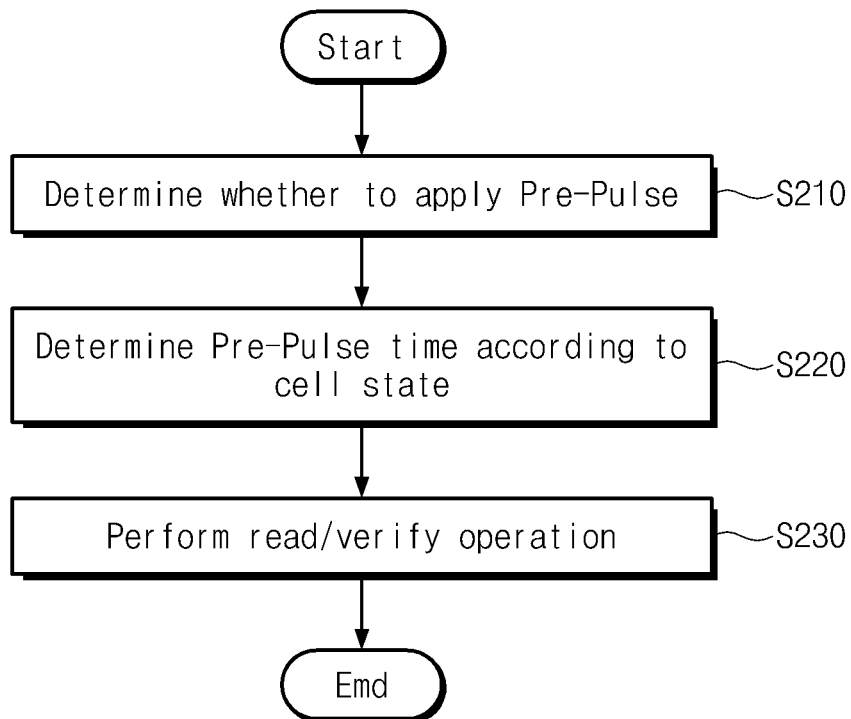 Start
Determine whether to apply Pre-Pulse
S210
Determine Pre-Pulse time according to
cell state
S220
Perform read/verify operation
S230
Emd